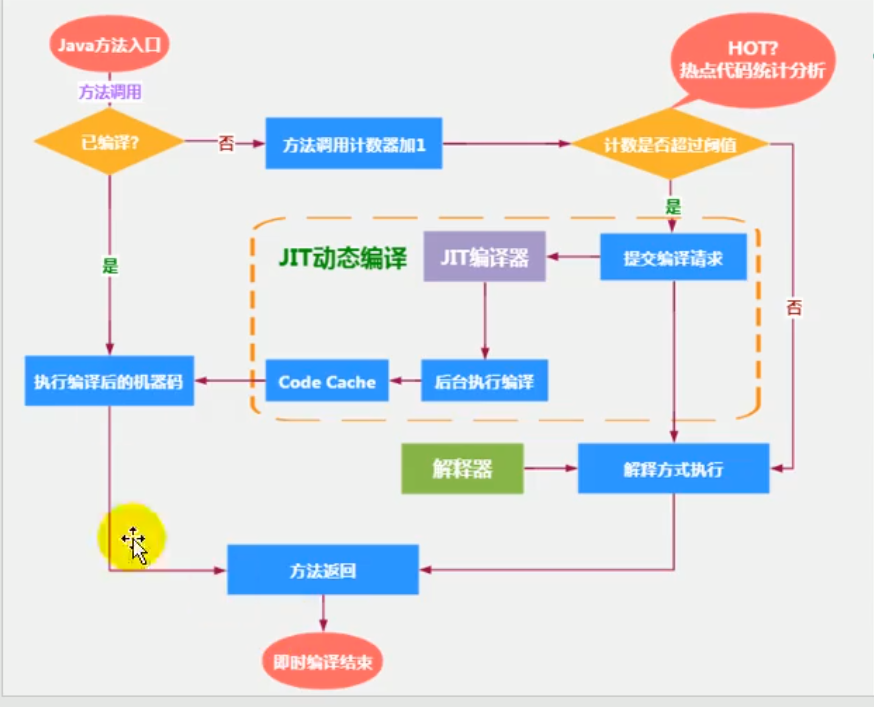 Java方法入口
HOT?
热点代码统计分析
方法调用
已编译?
否
方法调用计数器加1
计数是否超过阈值
是
JIT动态编译
JIT编译器
提交编译请求
是
否
执行编译后的机器码
Code Cache
后台执行编译
解释器
解释方式执行
方法返回
即时编译结束